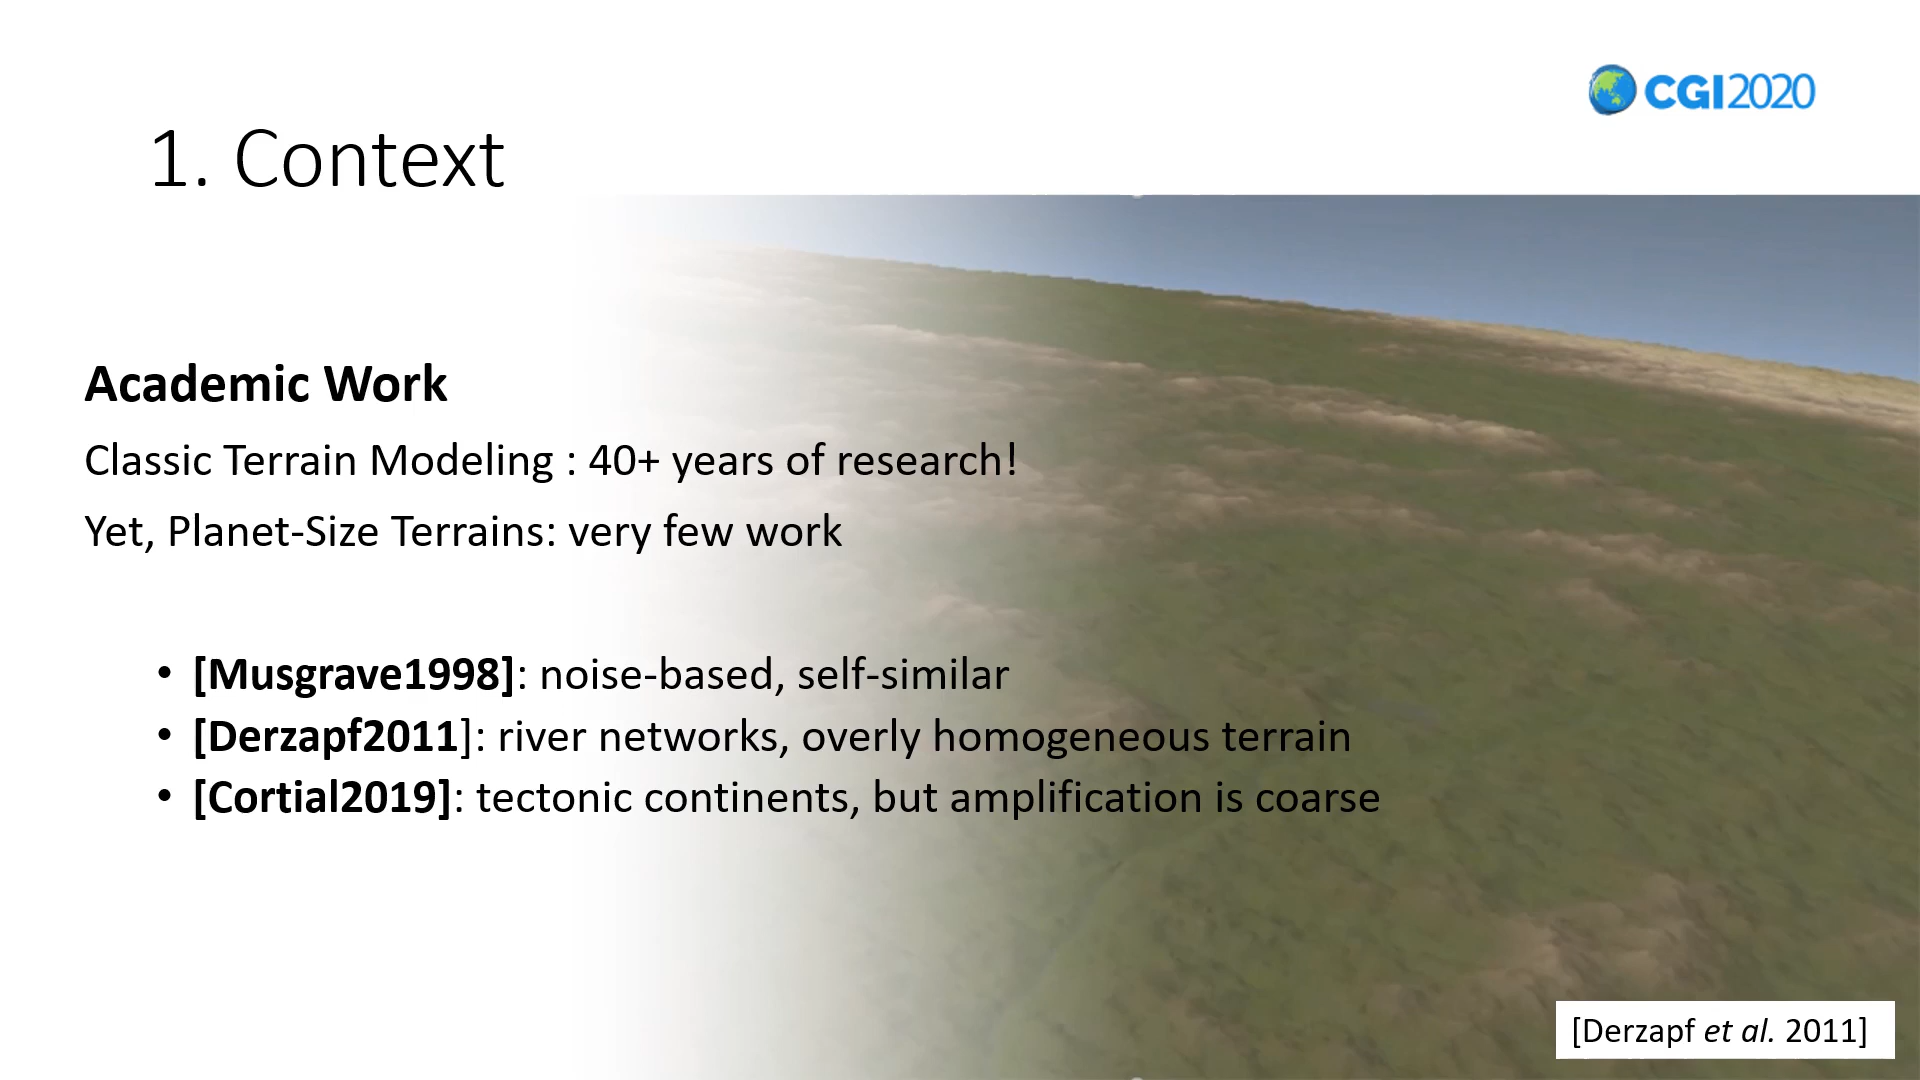 CGI2020
1. Context
Academic Work
Classic Terrain Modeling : 40+ years of research!
Yet, Planet-Size Terrains: very few work
• [Musgrave1998]: noise-based, self-similar
• [Derzapf2011]: river networks, overly homogeneous terrain
• [Cortial2019]: tectonic continents, but amplification is coarse
[Derzapf et al. 2011]